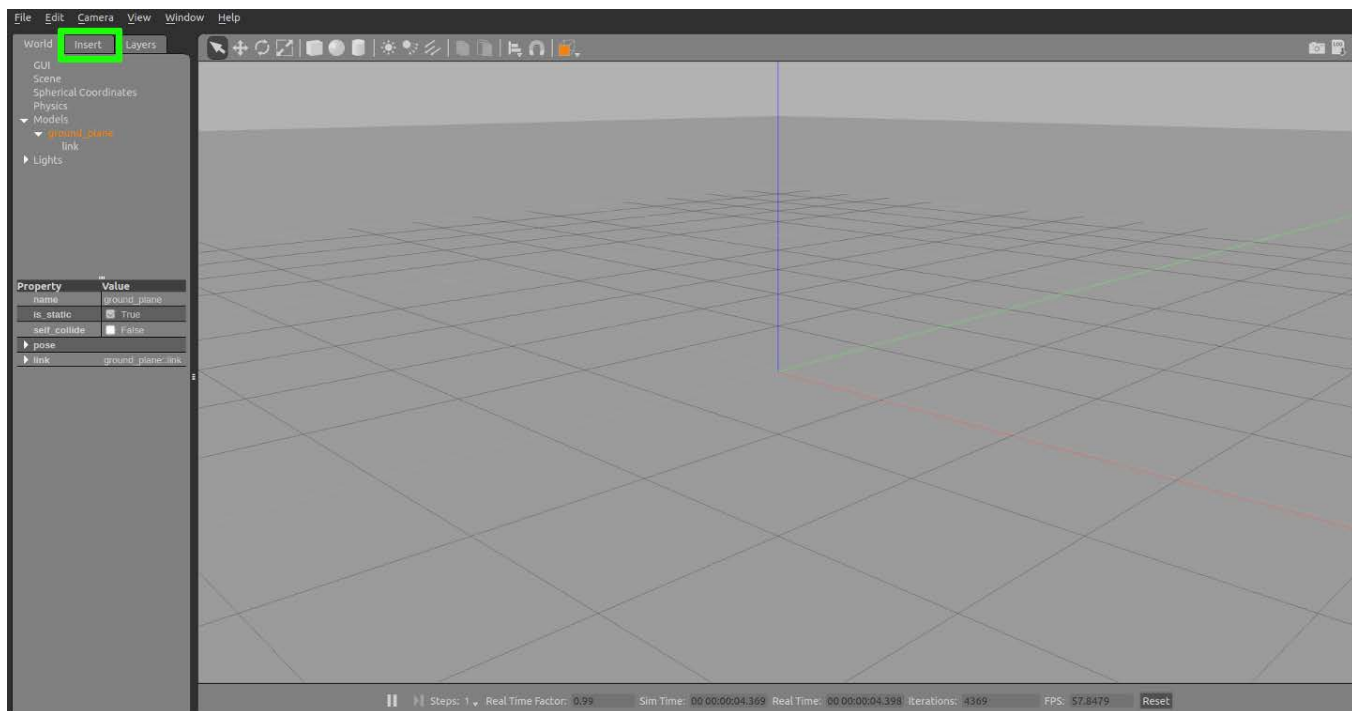 File Edit Camera View Window Help
World Insert Layers
GUI
Scene
Spherical Coordinates
Physics
Models
ground_plane
link
Lights
Property Value
name ground_plane
is_static True
self_collide False
pose
link ground_plane::link
LOG
Steps: 1 Real Time Factor: 0.99 Sim Time: 00 00:00:04.369 Real Time: 00 00:00:04.398 Iterations: 4369 FPS: 57.8479 Reset